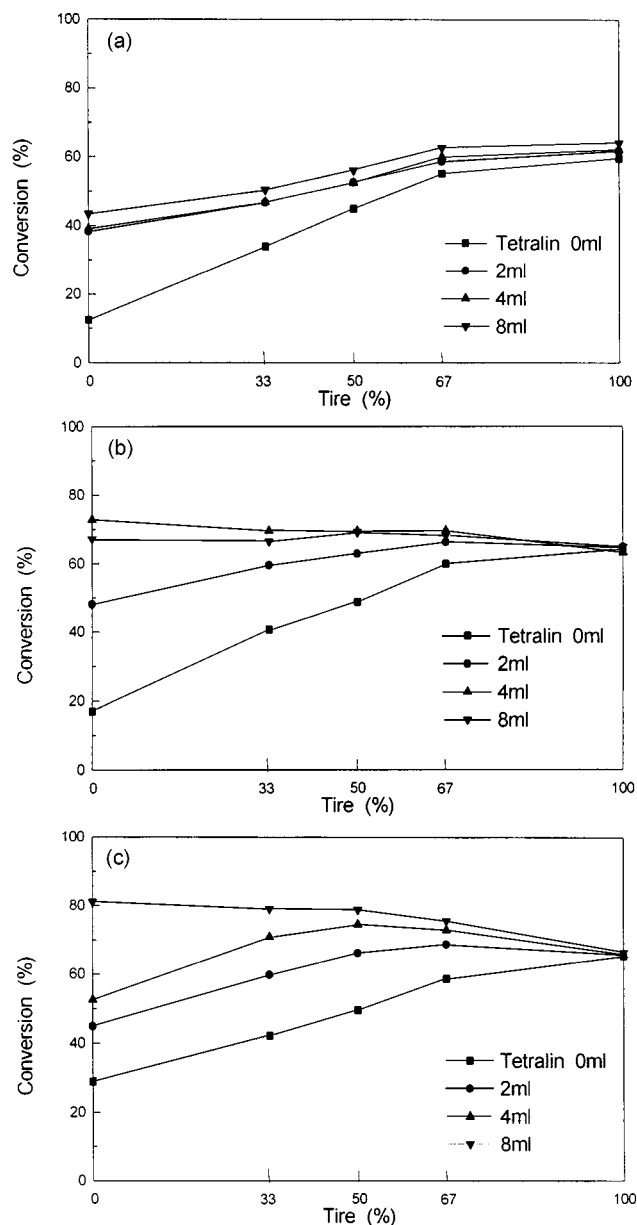 (a)
100
80
60
40
20
0
Conversion (%)
Tetralin 0ml
2ml
4ml
8ml
0 33 50 67 100
Tire (%)
(b)
100
80
60
40
20
0
Conversion (%)
Tetralin 0ml
2ml
4ml
8ml
0 33 50 67 100
Tire (%)
(c)
100
80
60
40
20
0
Conversion (%)
Tetralin 0ml
2ml
4ml
8ml
0 33 50 67 100
Tire (%)